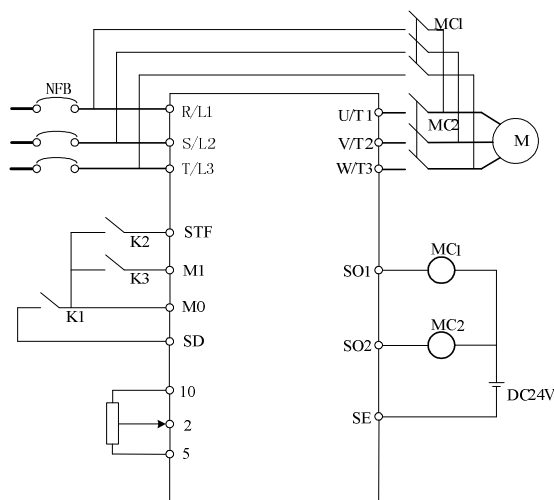 MC1
NFB
R/L1
U/T1
MC2
M
S/L2
V/T2
T/L3
W/T3
STF
K2
M1
K3
SO1
MC1
M0
K1
SD
SO2
MC2
10
DC24V
2
SE
5